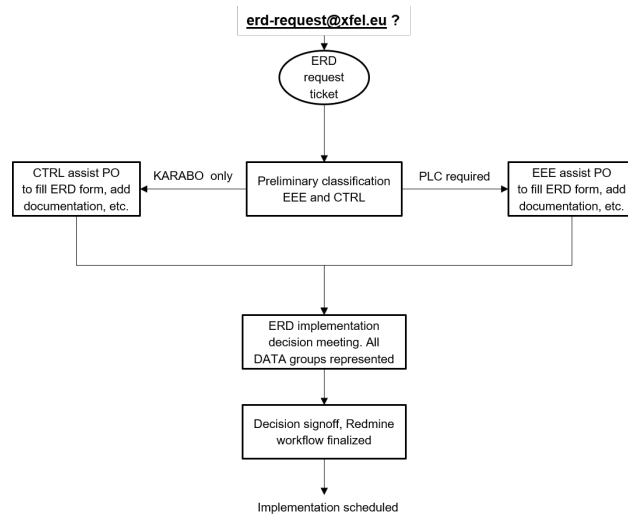 erd-request@xfel.eu ?
ERD
request
ticket
CTRL assist PO
to fill ERD form, add
documentation, etc.
KARABO only
Preliminary classification
EEE and CTRL
PLC required
EEE assist PO
to fill ERD form, add
documentation, etc.
ERD implementation
decision meeting. All
DATA groups represented
Decision signoff, Redmine
workflow finalized
Implementation scheduled